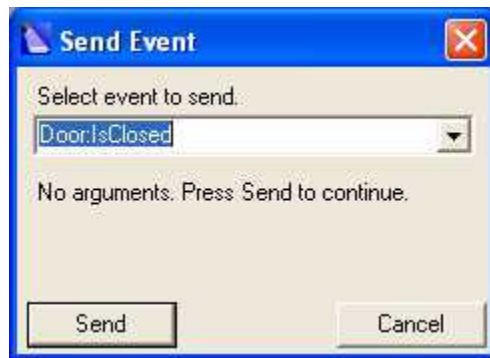 Send Event
Select event to send.
Door:IsClosed
No arguments. Press Send to continue.
Send Cancel